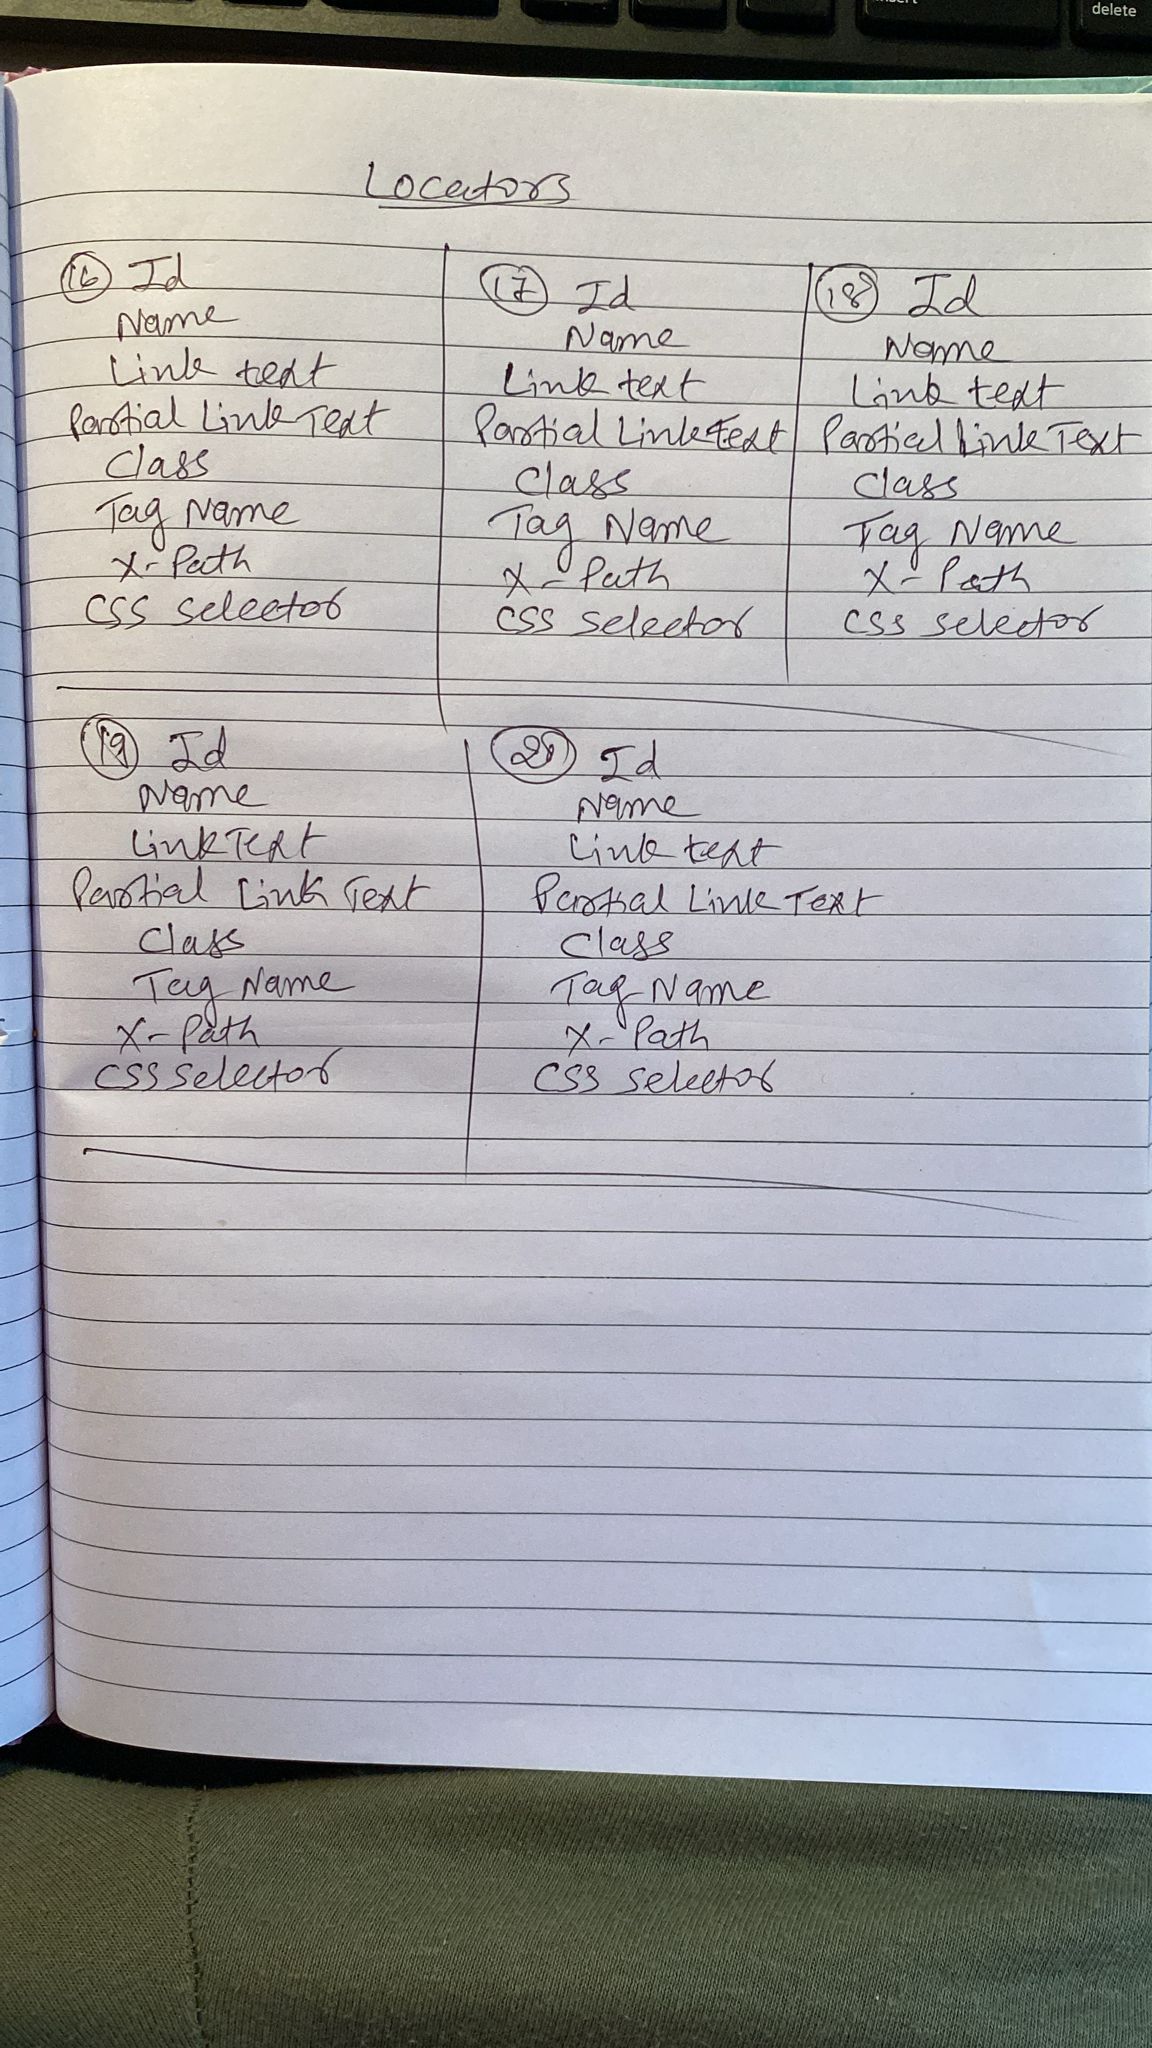 delete
Locators
16 Id
Name
Link text
Partial Link Text
Class
Tag Name
X-Path
CSS selector
17 Id
Name
Link text
Partial Link Text
Class
Tag Name
X-Path
CSS selector
18 Id
Name
Link text
Partial Link Text
Class
Tag Name
X-Path
CSS selector
19 Id
Name
Link Text
Partial Link Text
Class
Tag Name
X-Path
CSS selector
Id
Name
Link text
Partial Link Text
Class
Tag Name
X-Path
CSS selector